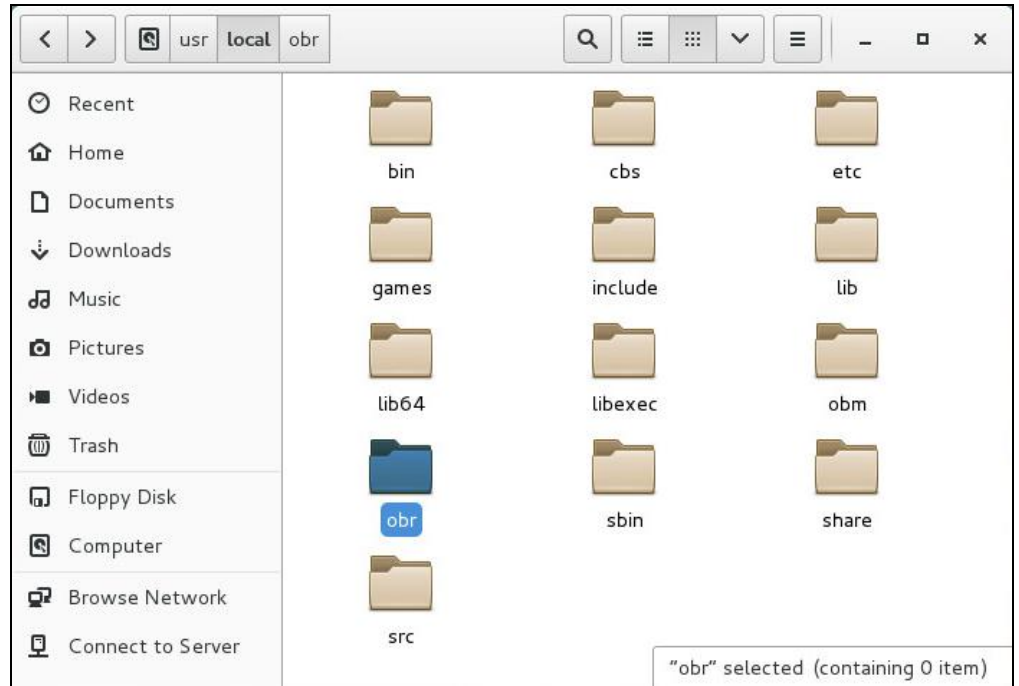 usr local obr
Recent
Home
Documents
Downloads
Music
Pictures
Videos
Trash
Floppy Disk
Computer
Browse Network
Connect to Server
bin cbs etc
games include lib
lib64 libexec obm
obr sbin share
src
"obr" selected (containing 0 item)